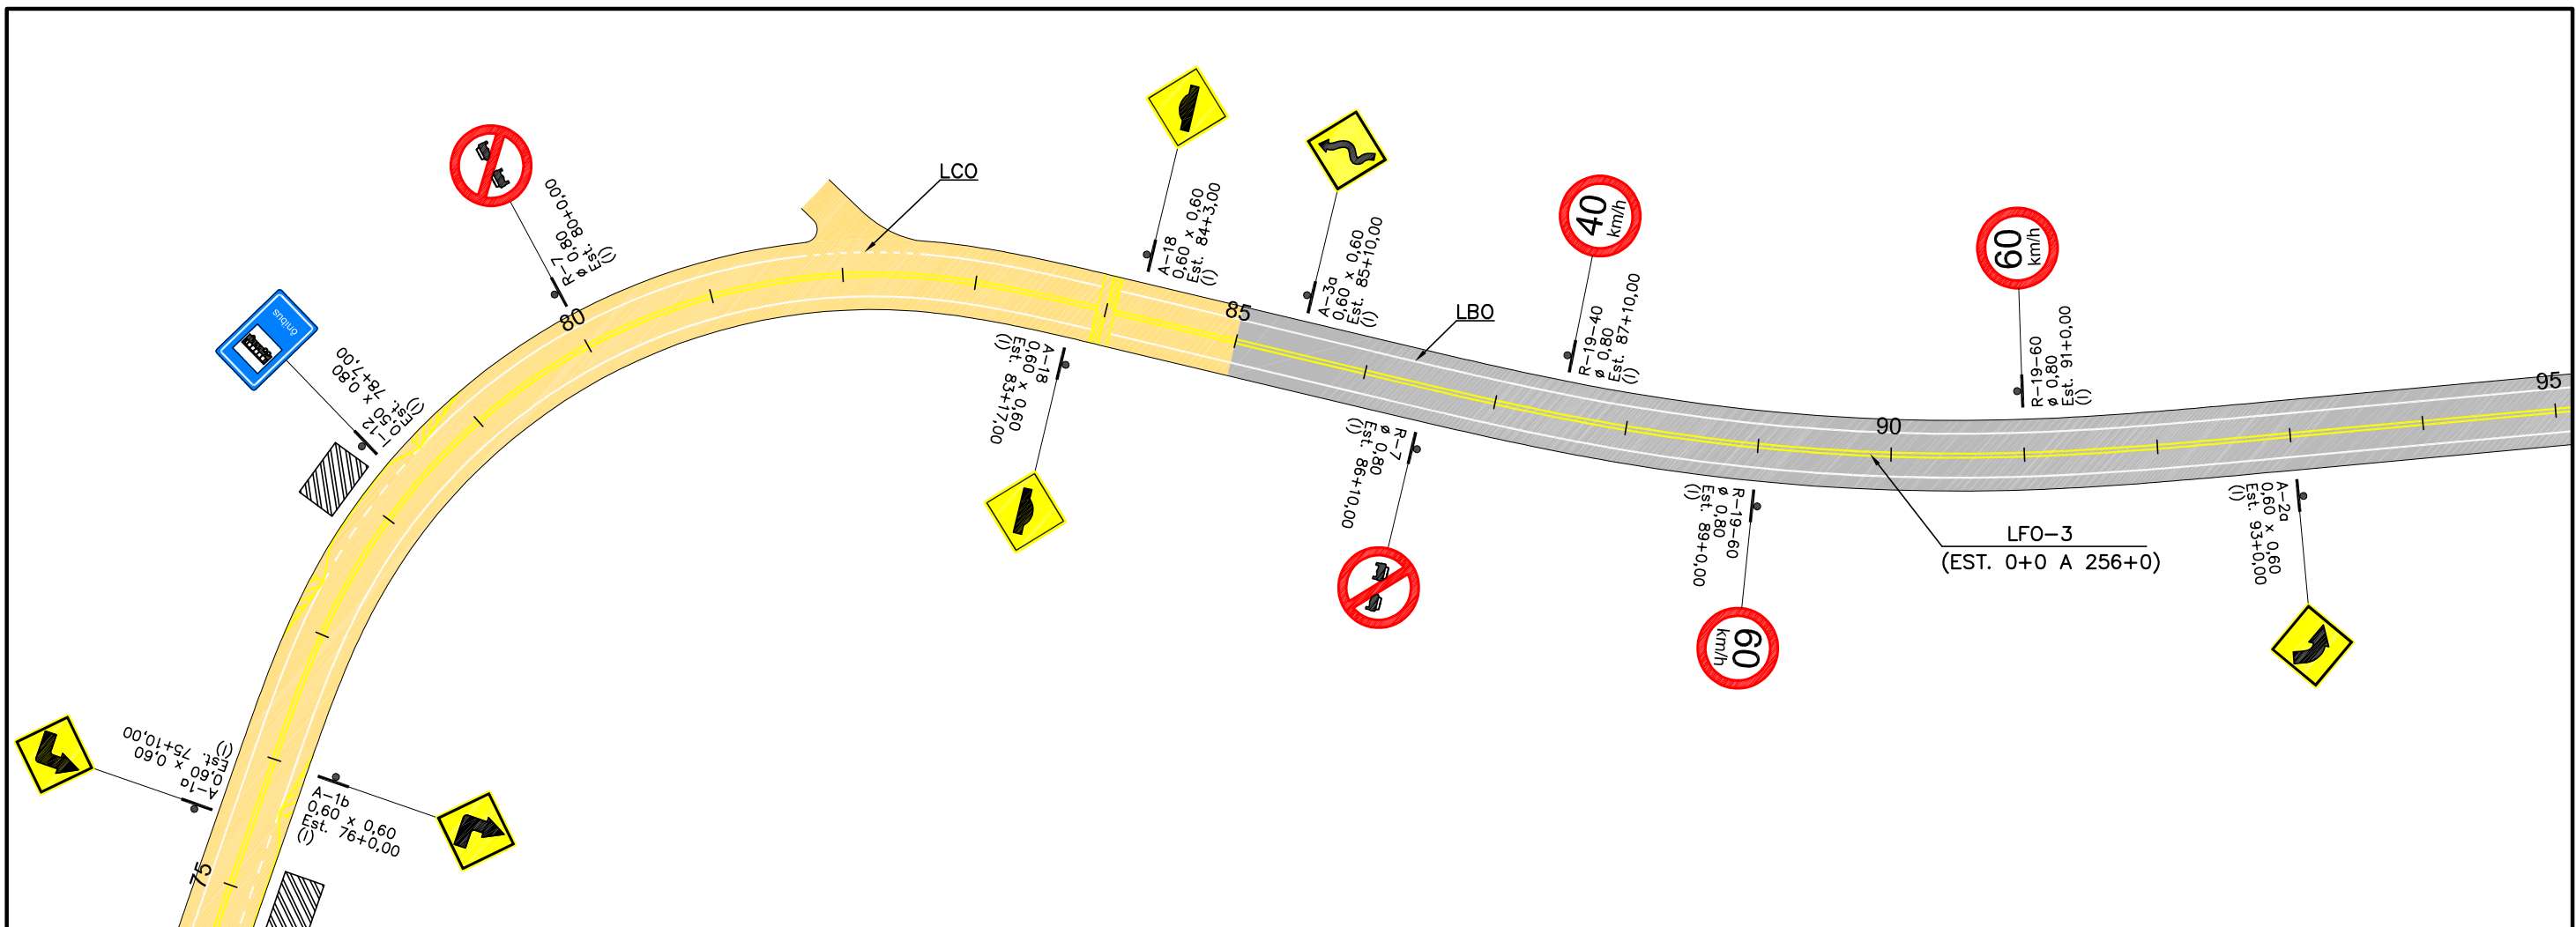 LCO
A-18
0,60 x 0,60
Est. 84+3,00
(I)
A-3a
0,60 x 0,60
Est. 85+10,00
(I)
R-7
ø 0,80
Est. 80+0,00
(I)
40
km/h
R-19-40
ø 0,80
Est. 87+10,00
(I)
60
km/h
R-19-60
ø 0,80
Est. 91+0,00
(I)
ônibus
I-12
0,50 x 0,80
Est. 78+7,00
(I)
80
85
LBO
90
95
A-18
0,60 x 0,60
Est. 83+17,00
(I)
R-7
ø 0,80
Est. 86+10,00
(I)
R-19-60
ø 0,80
Est. 89+0,00
(I)
60
km/h
LFO-3
(EST. 0+0 A 256+0)
A-2a
0,60 x 0,60
Est. 93+0,00
(I)
A-1a
0,60 x 0,60
Est. 75+10,00
(I)
A-1b
0,60 x 0,60
Est. 76+0,00
(I)
75